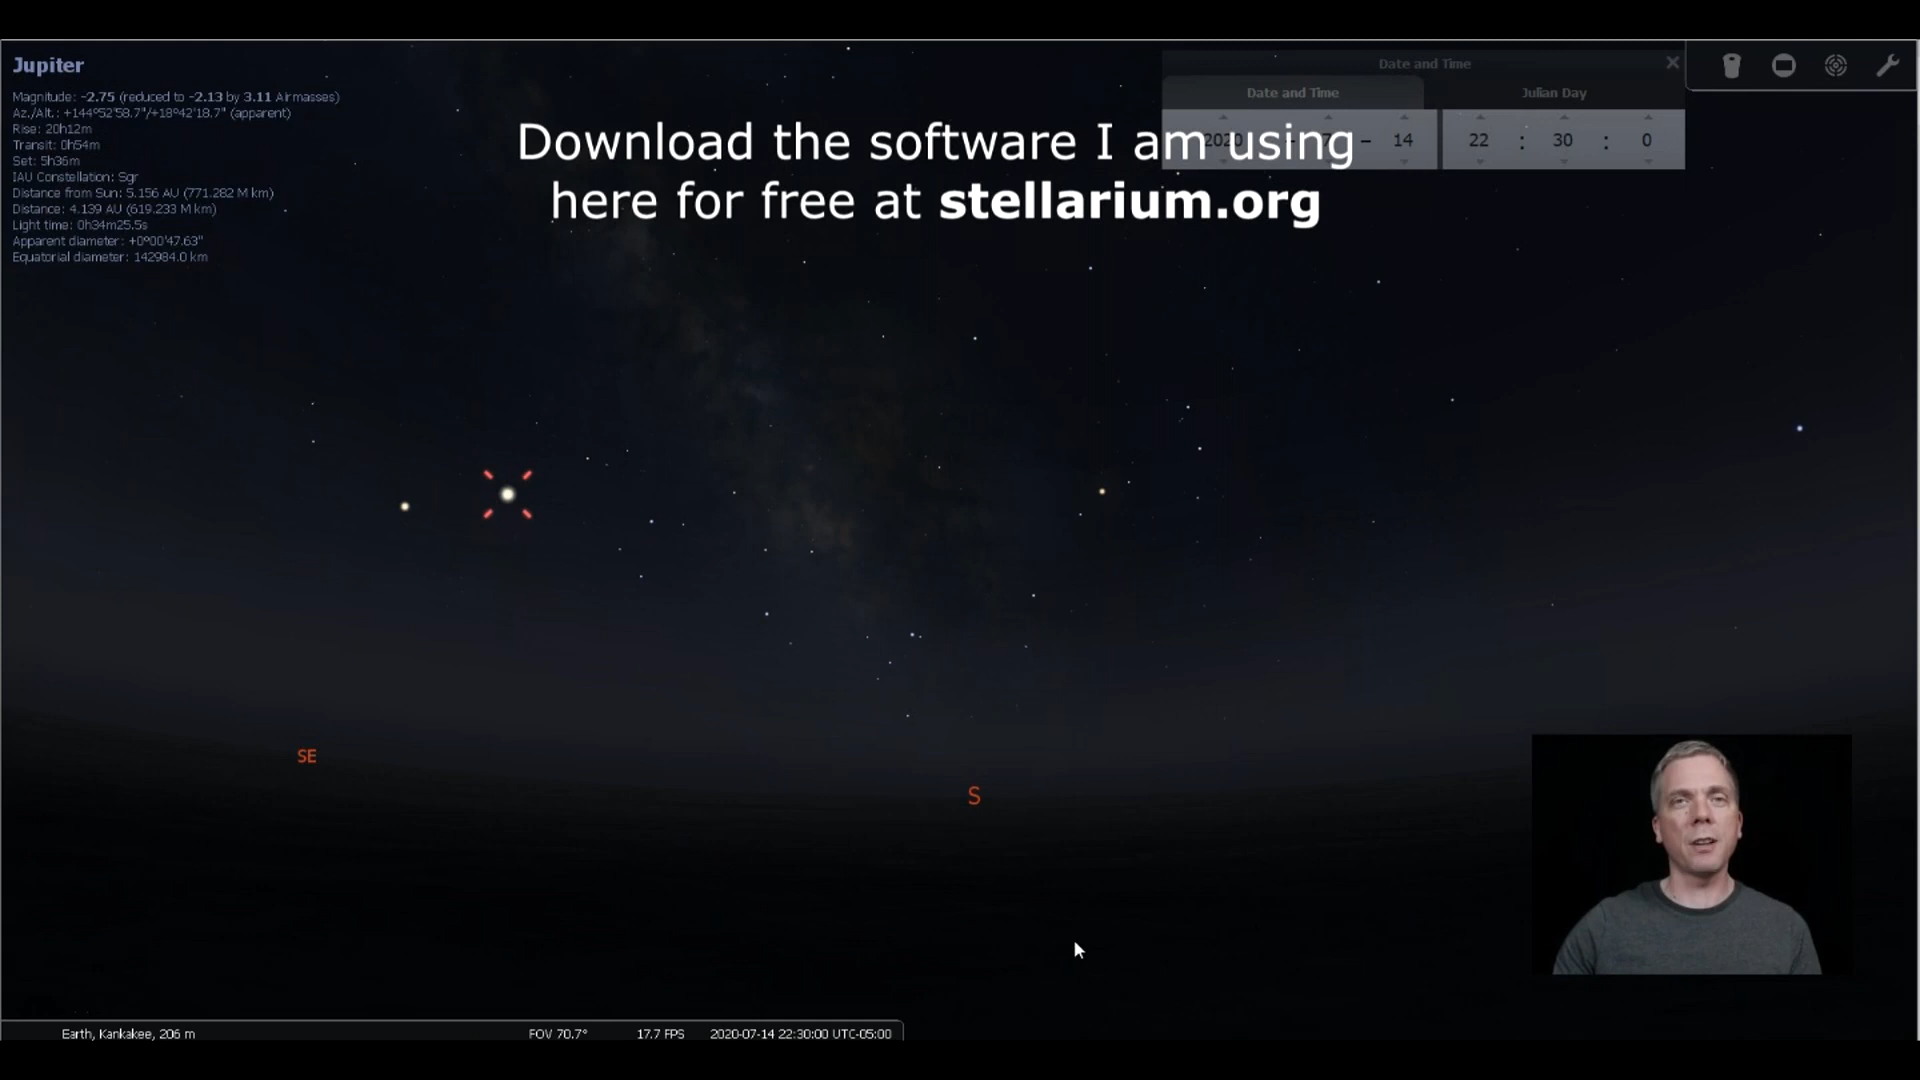 Jupiter
Magnitude: -2.75 (reduced to -2.13 by 3.11 Airmasses)
Az./Alt.: +144°52'58.7"/+18°42'18.7" (apparent)
Rise: 20h12m
Transit: 0h54m
Set: 5h36m
IAU Constellation: Sgr
Distance from Sun: 5.156 AU (771.282 M km)
Distance: 4.139 AU (619.233 M km)
Light time: 0h34m25.5s
Apparent diameter: +0°00'47.63"
Equatorial diameter: 142984.0 km
Date and Time
Date and Time Julian Day
2020 - 7 - 14 22 : 30 : 0
Download the software I am using
here for free at stellarium.org
SE
S
Earth, Kankakee, 206 m FOV 70.7° 17.7 FPS 2020-07-14 22:30:00 UTC-05:00